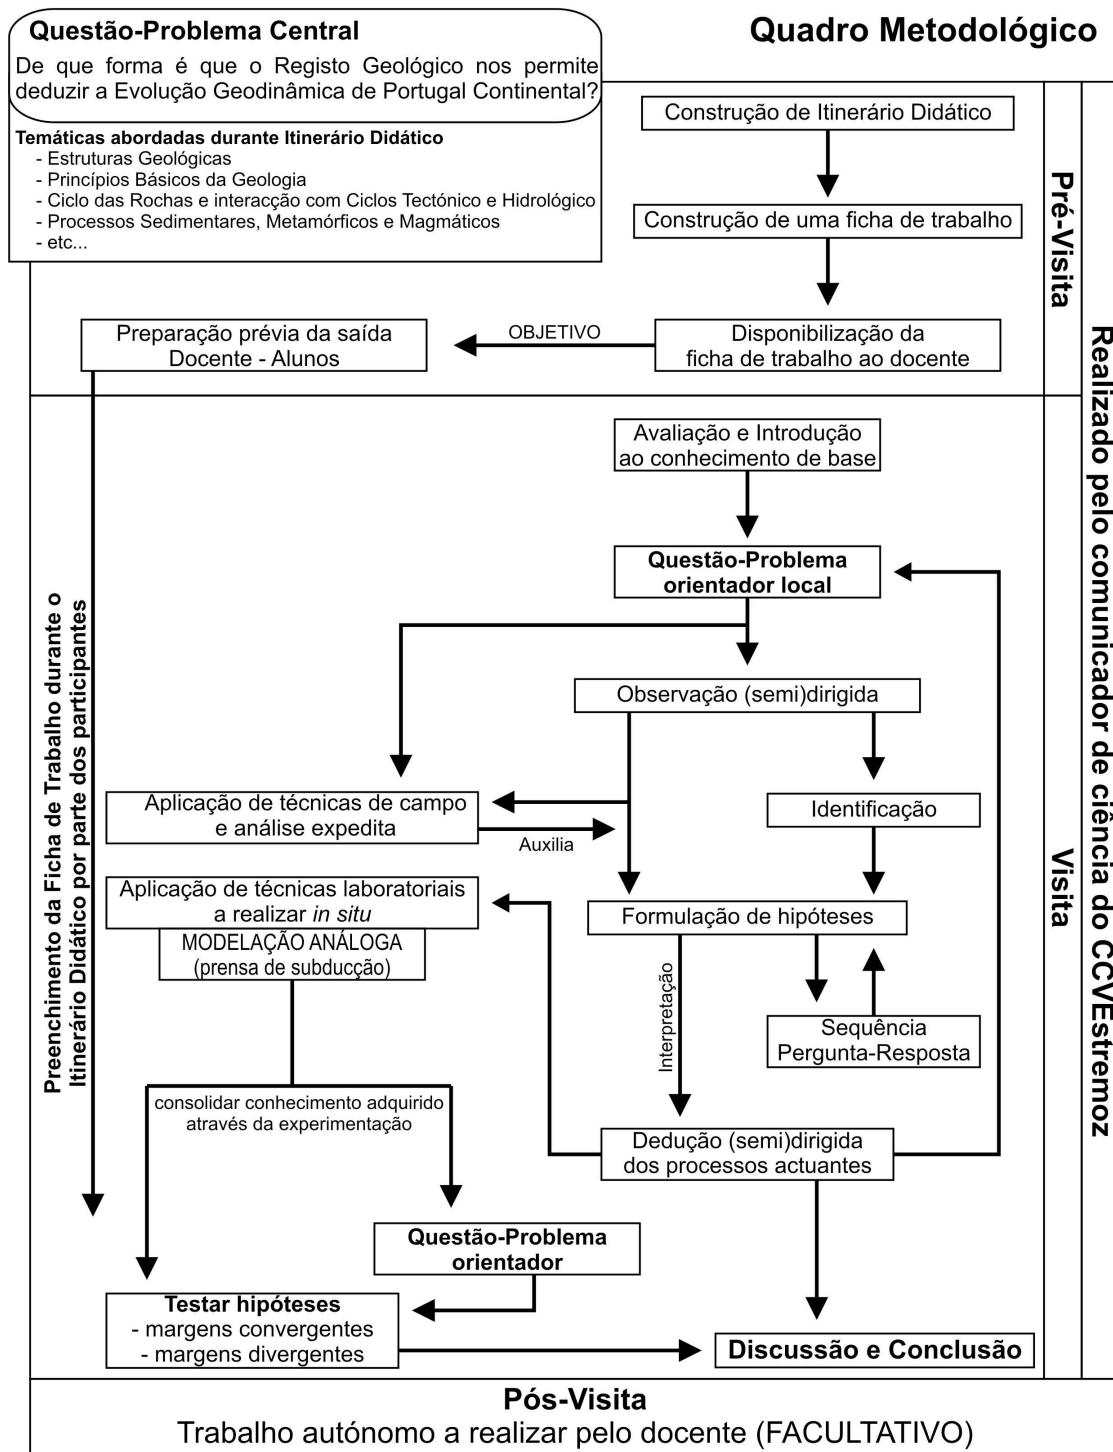 Quadro Metodológico
Questão-Problema Central
De que forma é que o Registo Geológico nos permite
deduzir a Evolução Geodinâmica de Portugal Continental?
Temáticas abordadas durante Itinerário Didático
- Estruturas Geológicas
- Princípios Básicos da Geologia
- Ciclo das Rochas e interacção com Ciclos Tectónico e Hidrológico
- Processos Sedimentares, Metamórficos e Magmáticos
- etc...
Construção de Itinerário Didático
Construção de uma ficha de trabalho
Disponibilização da
ficha de trabalho ao docente
OBJETIVO
Preparação prévia da saída
Docente - Alunos
Pré-Visita
Realizado pelo comunicador de ciência do CCVEstremoz
Avaliação e Introdução
ao conhecimento de base
Questão-Problema
orientador local
Observação (semi)dirigida
Aplicação de técnicas de campo
e análise expedita
Auxilia
Identificação
Aplicação de técnicas laboratoriais
a realizar in situ
MODELAÇÃO ANÁLOGA
(prensa de subducção)
Formulação de hipóteses
Interpretação
Sequência
Pergunta-Resposta
consolidar conhecimento adquirido
através da experimentação
Dedução (semi)dirigida
dos processos actuantes
Questão-Problema
orientador
Testar hipóteses
- margens convergentes
- margens divergentes
Discussão e Conclusão
Visita
Preenchimento da Ficha de Trabalho durante o
Itinerário Didático por parte dos participantes
Pós-Visita
Trabalho autónomo a realizar pelo docente (FACULTATIVO)